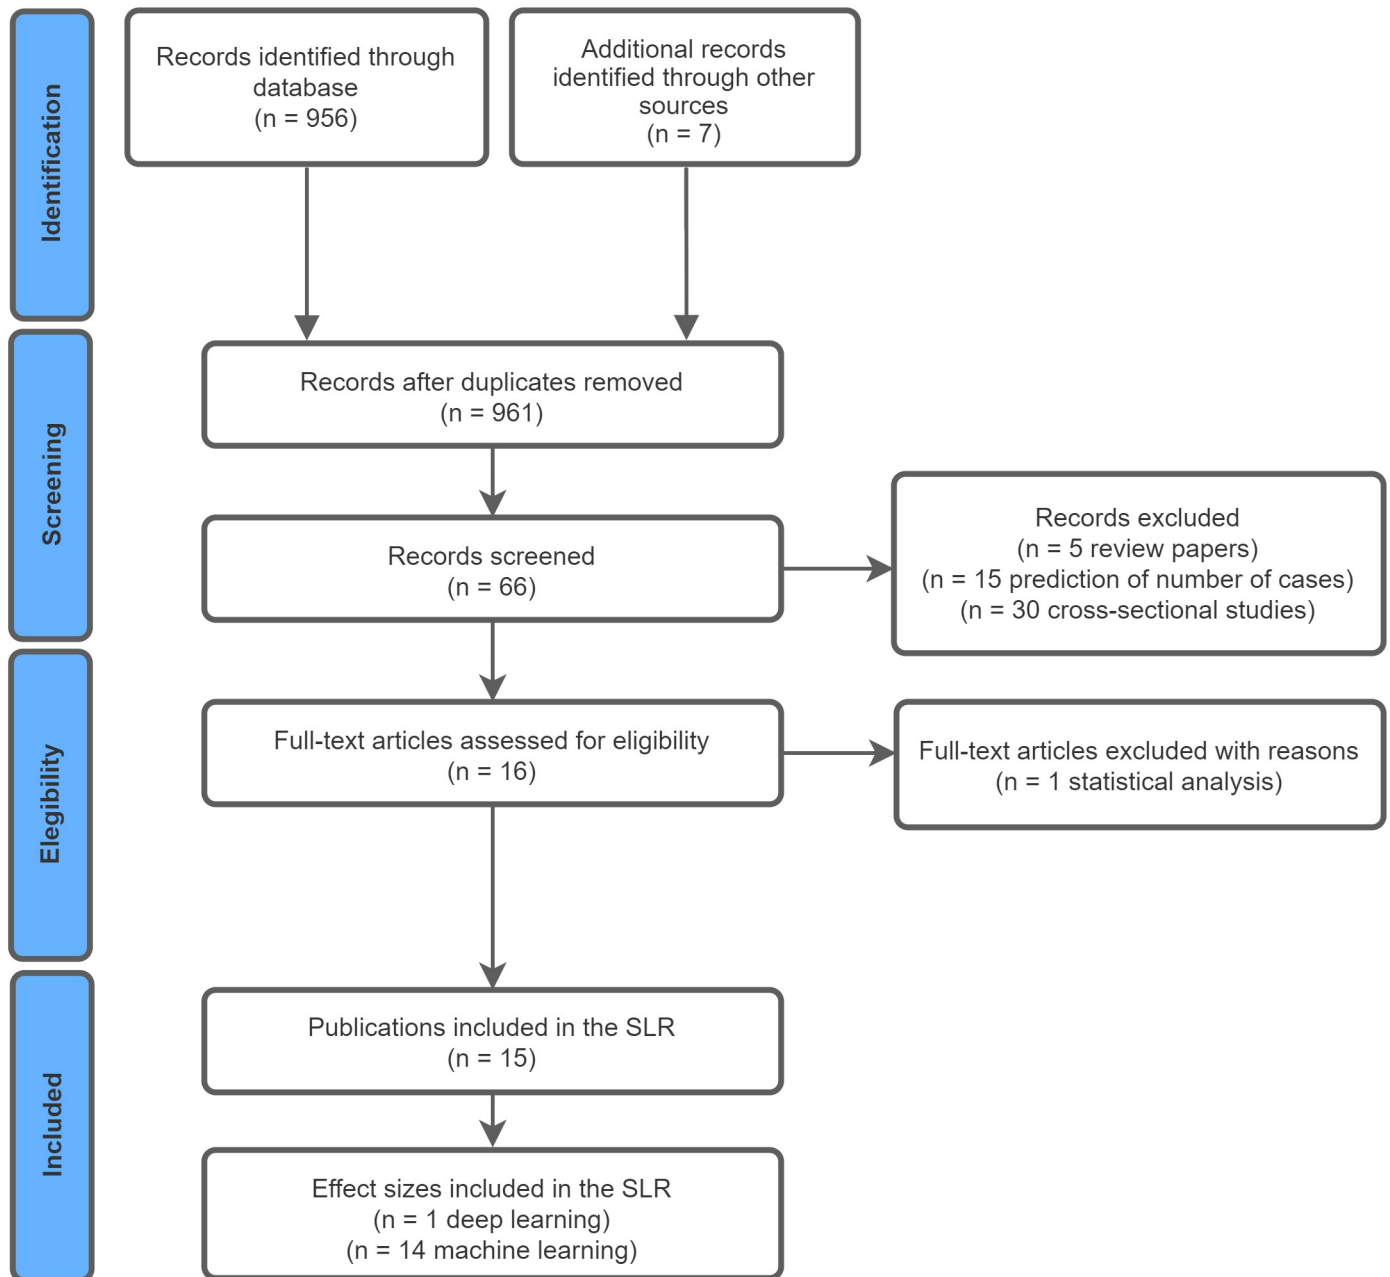 Identification
Records identified through
database
(n = 956)
Additional records
identified through other
sources
(n = 7)
Screening
Records after duplicates removed
(n = 961)
Records screened
(n = 66)
Records excluded
(n = 5 review papers)
(n = 15 prediction of number of cases)
(n = 30 cross-sectional studies)
Elegibility
Full-text articles assessed for eligibility
(n = 16)
Full-text articles excluded with reasons
(n = 1 statistical analysis)
Included
Publications included in the SLR
(n = 15)
Effect sizes included in the SLR
(n = 1 deep learning)
(n = 14 machine learning)